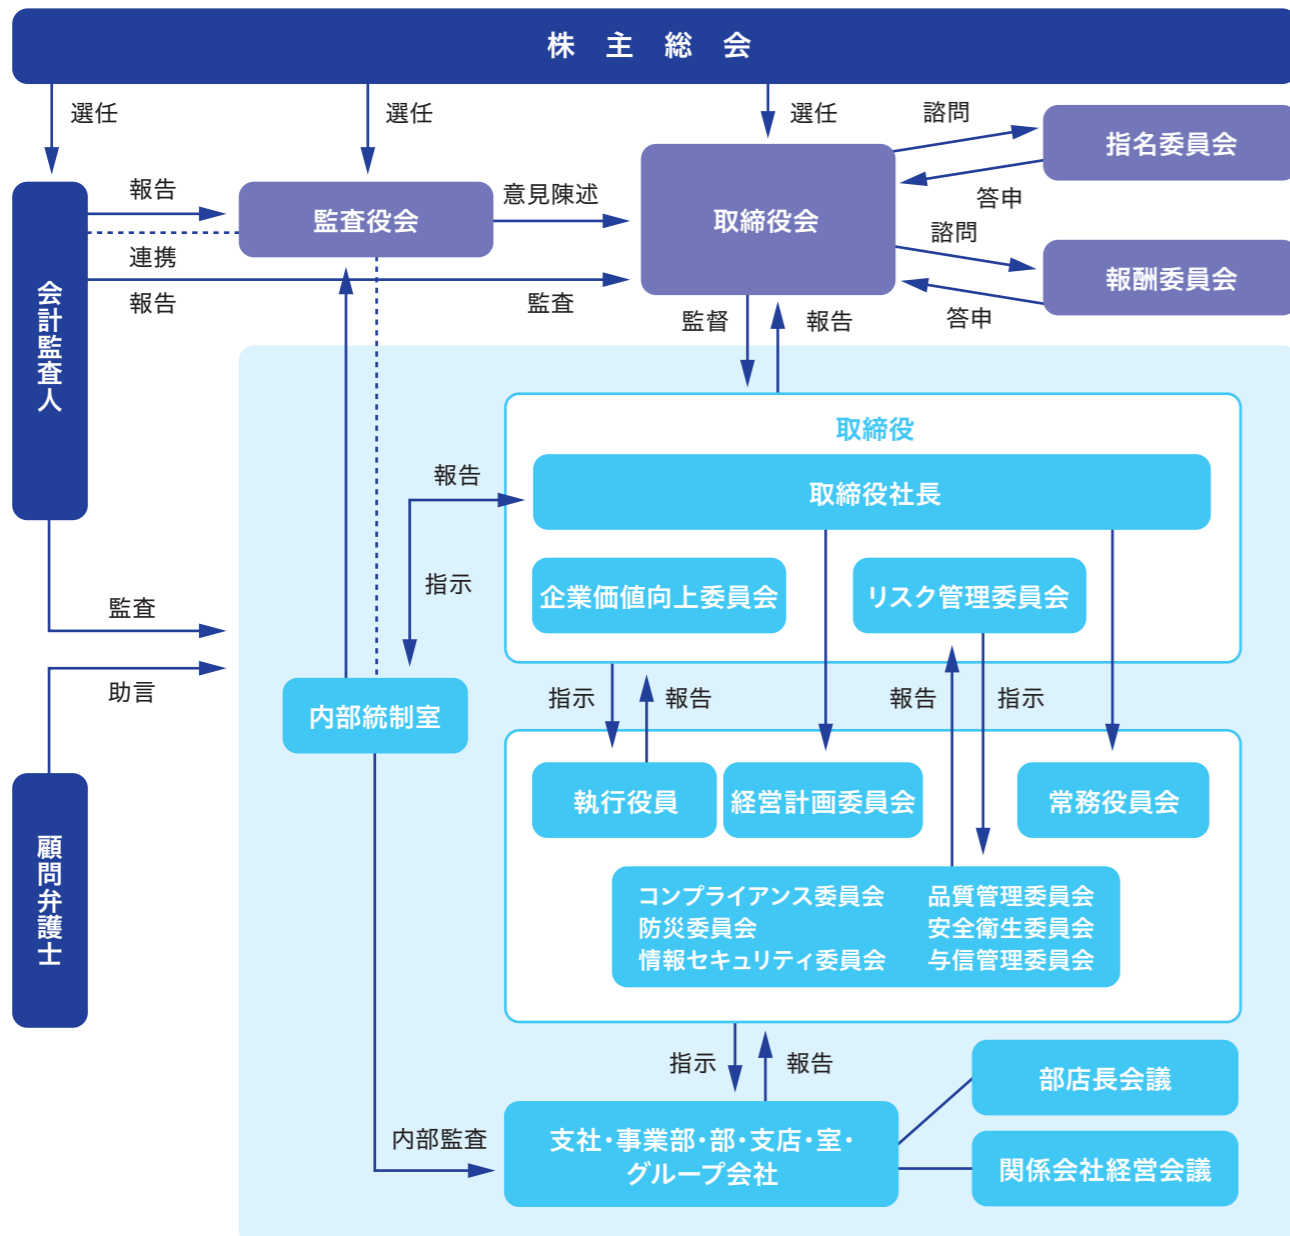 株主総会
選任
選任
選任
諮問
指名委員会
答申
報告
監査役会
意見陳述
取締役会
連携
諮問
報酬委員会
答申
報告
監査
会計監査人
監督
報告
取締役
取締役社長
報告
指示
企業価値向上委員会
リスク管理委員会
監査
助言
内部統制室
指示
報告
報告
指示
執行役員
経営計画委員会
常務役員会
顧問弁護士
コンプライアンス委員会
防災委員会
情報セキュリティ委員会
品質管理委員会
安全衛生委員会
与信管理委員会
指示
報告
部店長会議
内部監査
支社・事業部・部・支店・室・
グループ会社
関係会社経営会議